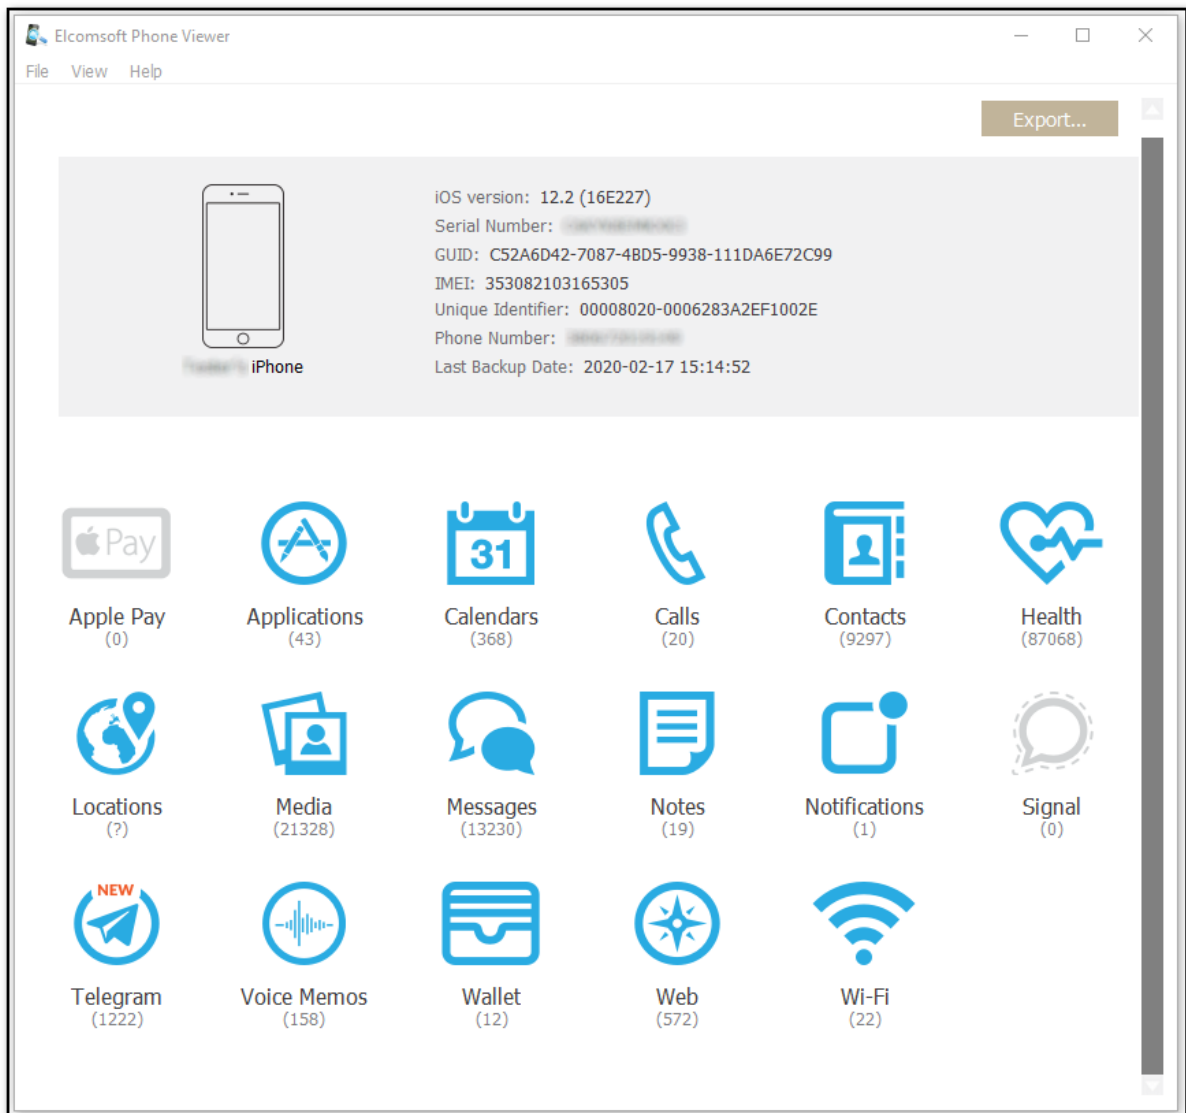 Elcomsoft Phone Viewer
File View Help
Export...
iOS version: 12.2 (16E227)
Serial Number:
GUID: C52A6D42-7087-4BD5-9938-111DA6E72C99
IMEI: 353082103165305
Unique Identifier: 00008020-0006283A2EF1002E
Phone Number:
Last Backup Date: 2020-02-17 15:14:52
iPhone
Pay
31
Apple Pay Applications Calendars Calls Contacts Health
(0) (43) (368) (20) (9297) (87068)
Locations Media Messages Notes Notifications Signal
(?) (21328) (13230) (19) (1) (0)
NEW
Telegram Voice Memos Wallet Web Wi-Fi
(1222) (158) (12) (572) (22)